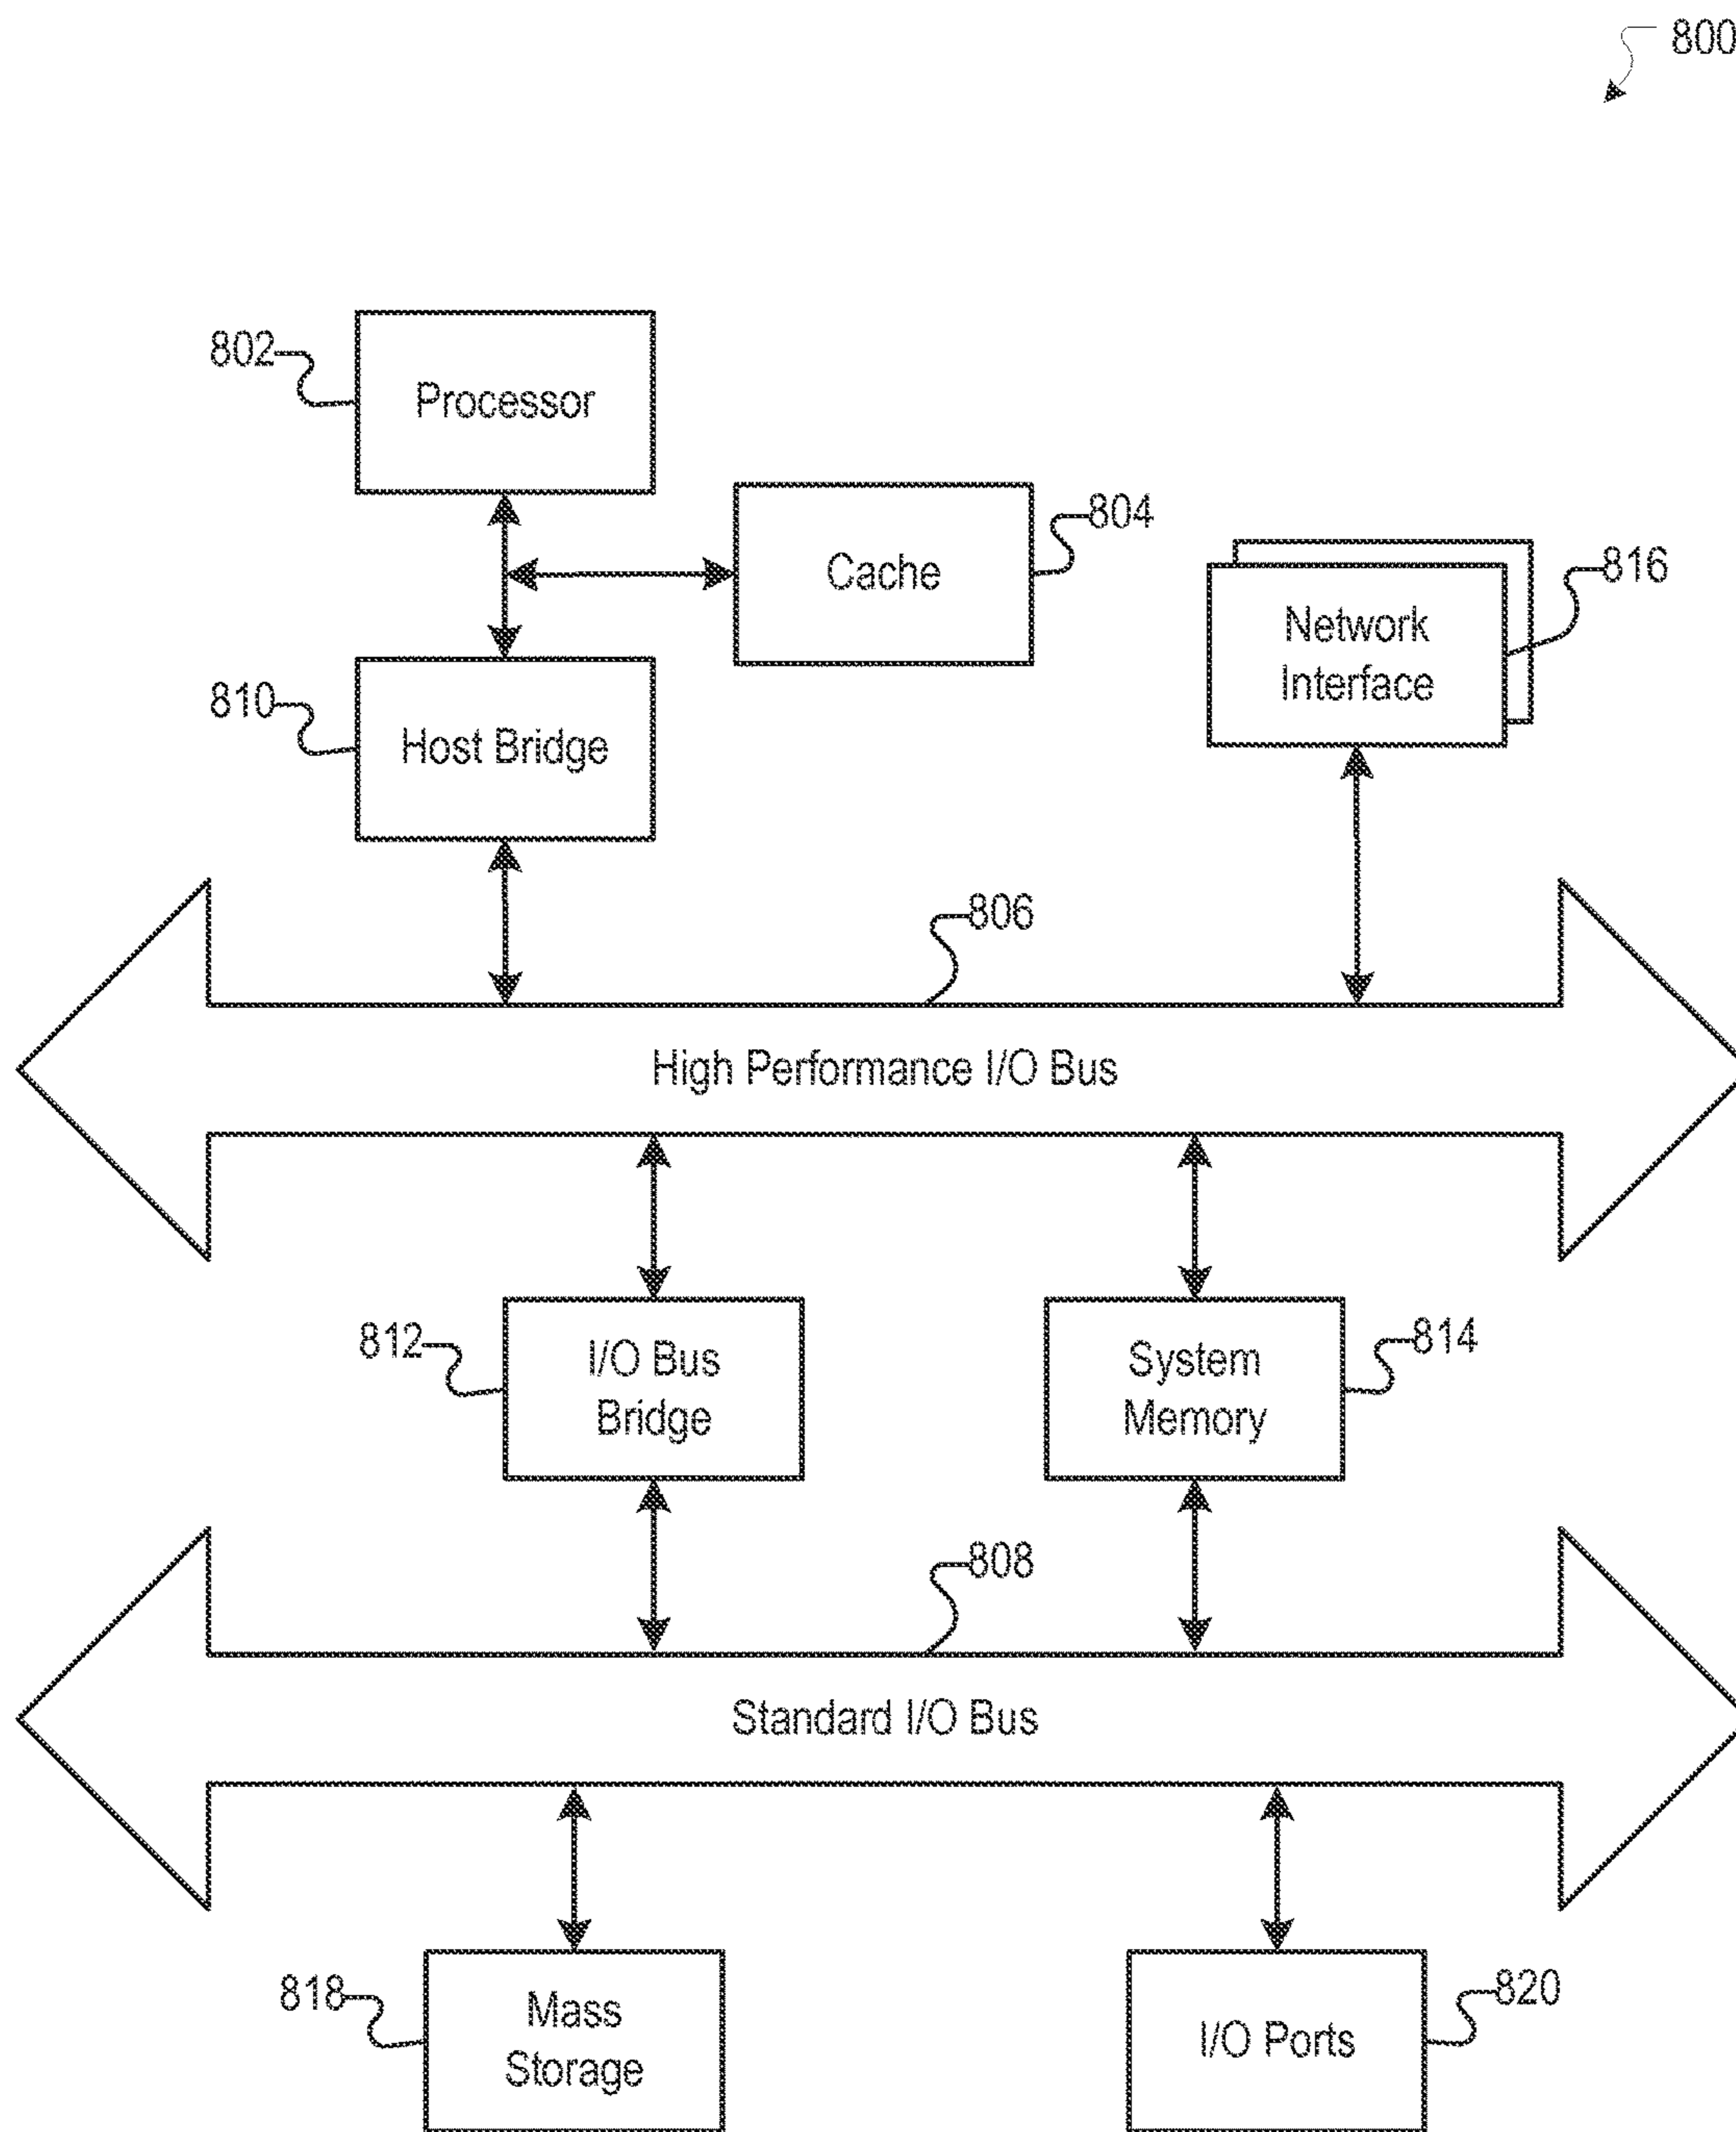 800
802
Processor
804
Cache
816
Network
Interface
810
Host Bridge
806
High Performance I/O Bus
812
I/O Bus
Bridge
814
System
Memory
808
Standard I/O Bus
818
Mass
Storage
820
I/O Ports